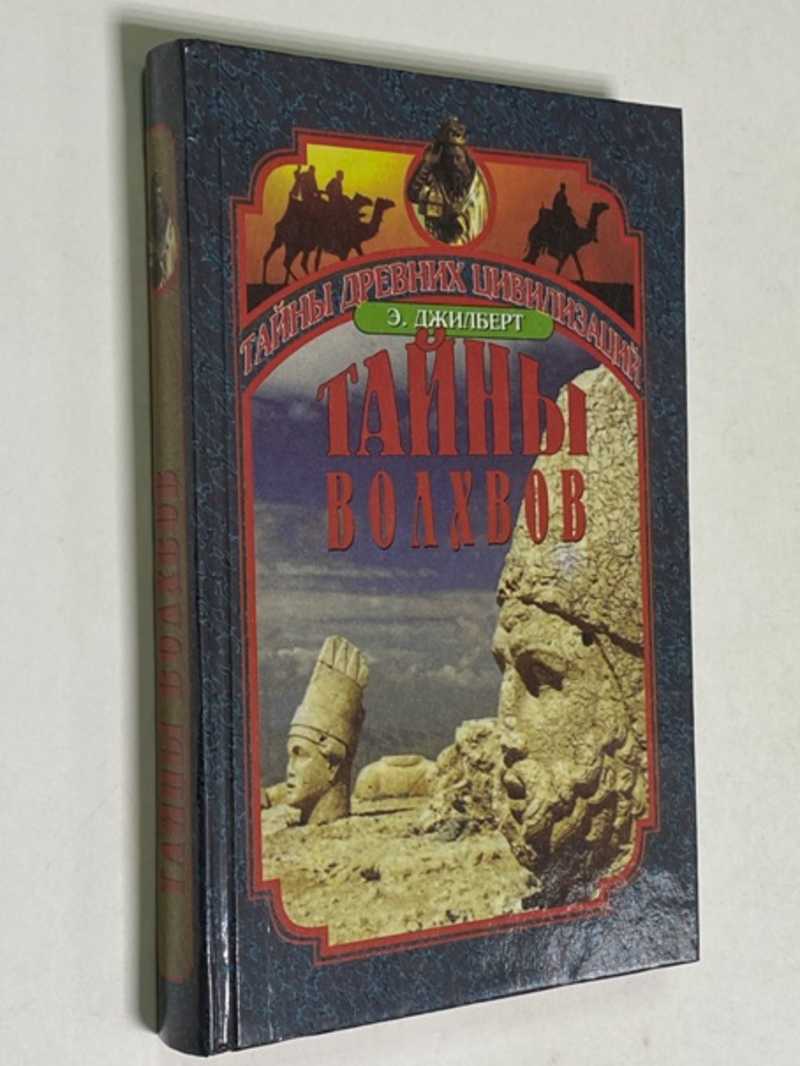 ТАЙНЫ ДРЕВНИХ ЦИВИЛИЗАЦИЙ
Э. ДЖИЛБЕРТ
ТАЙНЫ
ВОЛХВОВ
ТАЙНЫ ВОЛХВОВ